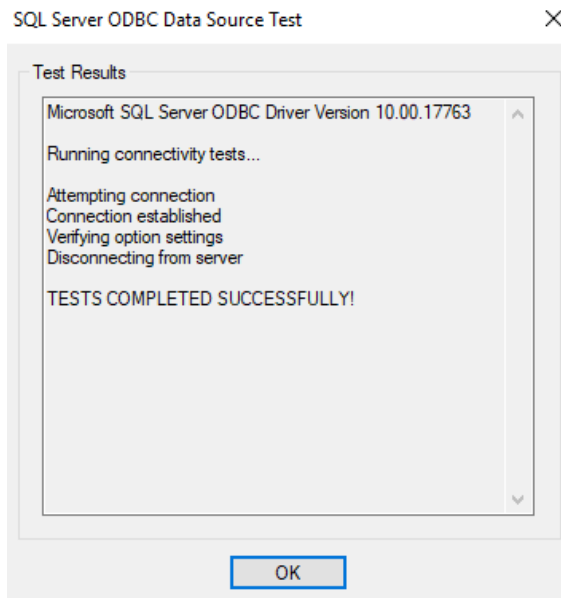 SQL Server ODBC Data Source Test
Test Results
Microsoft SQL Server ODBC Driver Version 10.00.17763
Running connectivity tests...
Attempting connection
Connection established
Verifying option settings
Disconnecting from server
TESTS COMPLETED SUCCESSFULLY!
OK